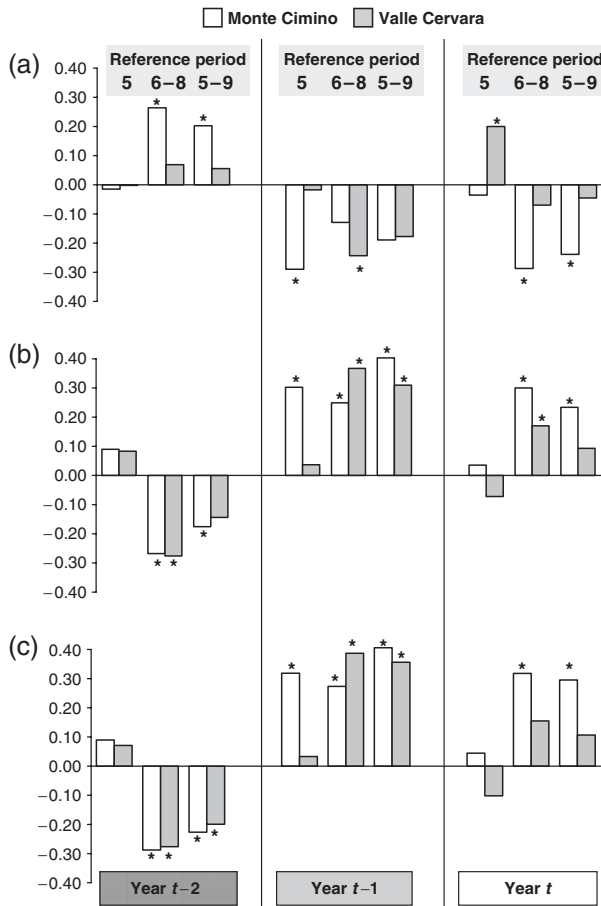 Monte Cimino Valle Cervara
(a)
Reference period Reference period Reference period
5 6–8 5–9 5 6–8 5–9 5 6–8 5–9
0.40
0.30
0.20
0.10
0.00
−0.10
−0.20
−0.30
−0.40
* * * * * * *
(b)
0.40
0.30
0.20
0.10
0.00
−0.10
−0.20
−0.30
−0.40
* * * * * * * * * * *
(c)
0.40
0.30
0.20
0.10
0.00
−0.10
−0.20
−0.30
−0.40
* * * * * * * * * * *
Year t−2 Year t−1 Year t